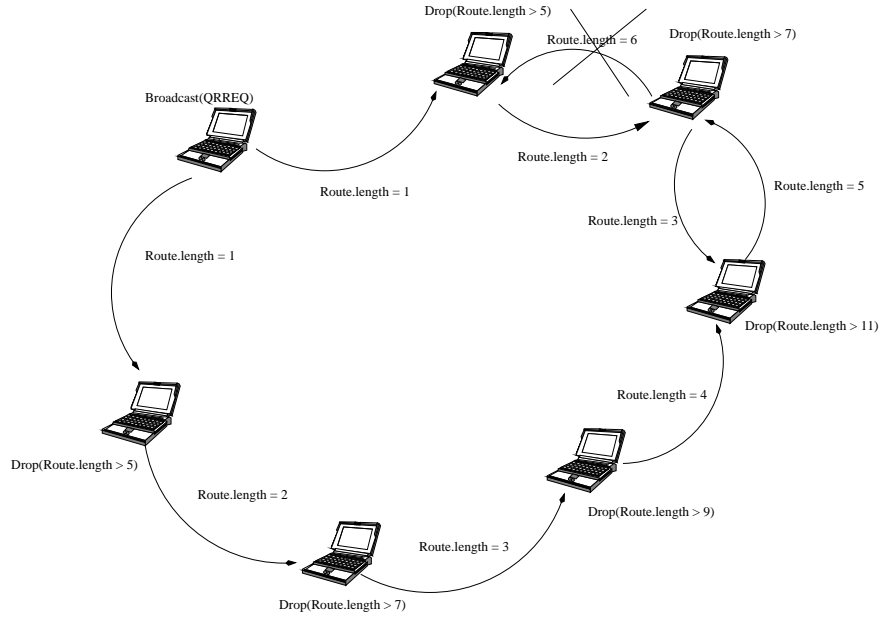 Drop(Route.length > 5)
Drop(Route.length > 7)
Route.length = 6
Broadcast(QRREQ)
Route.length = 2
Route.length = 1
Route.length = 5
Route.length = 3
Route.length = 1
Drop(Route.length > 11)
Route.length = 4
Drop(Route.length > 5)
Route.length = 2
Drop(Route.length > 9)
Route.length = 3
Drop(Route.length > 7)